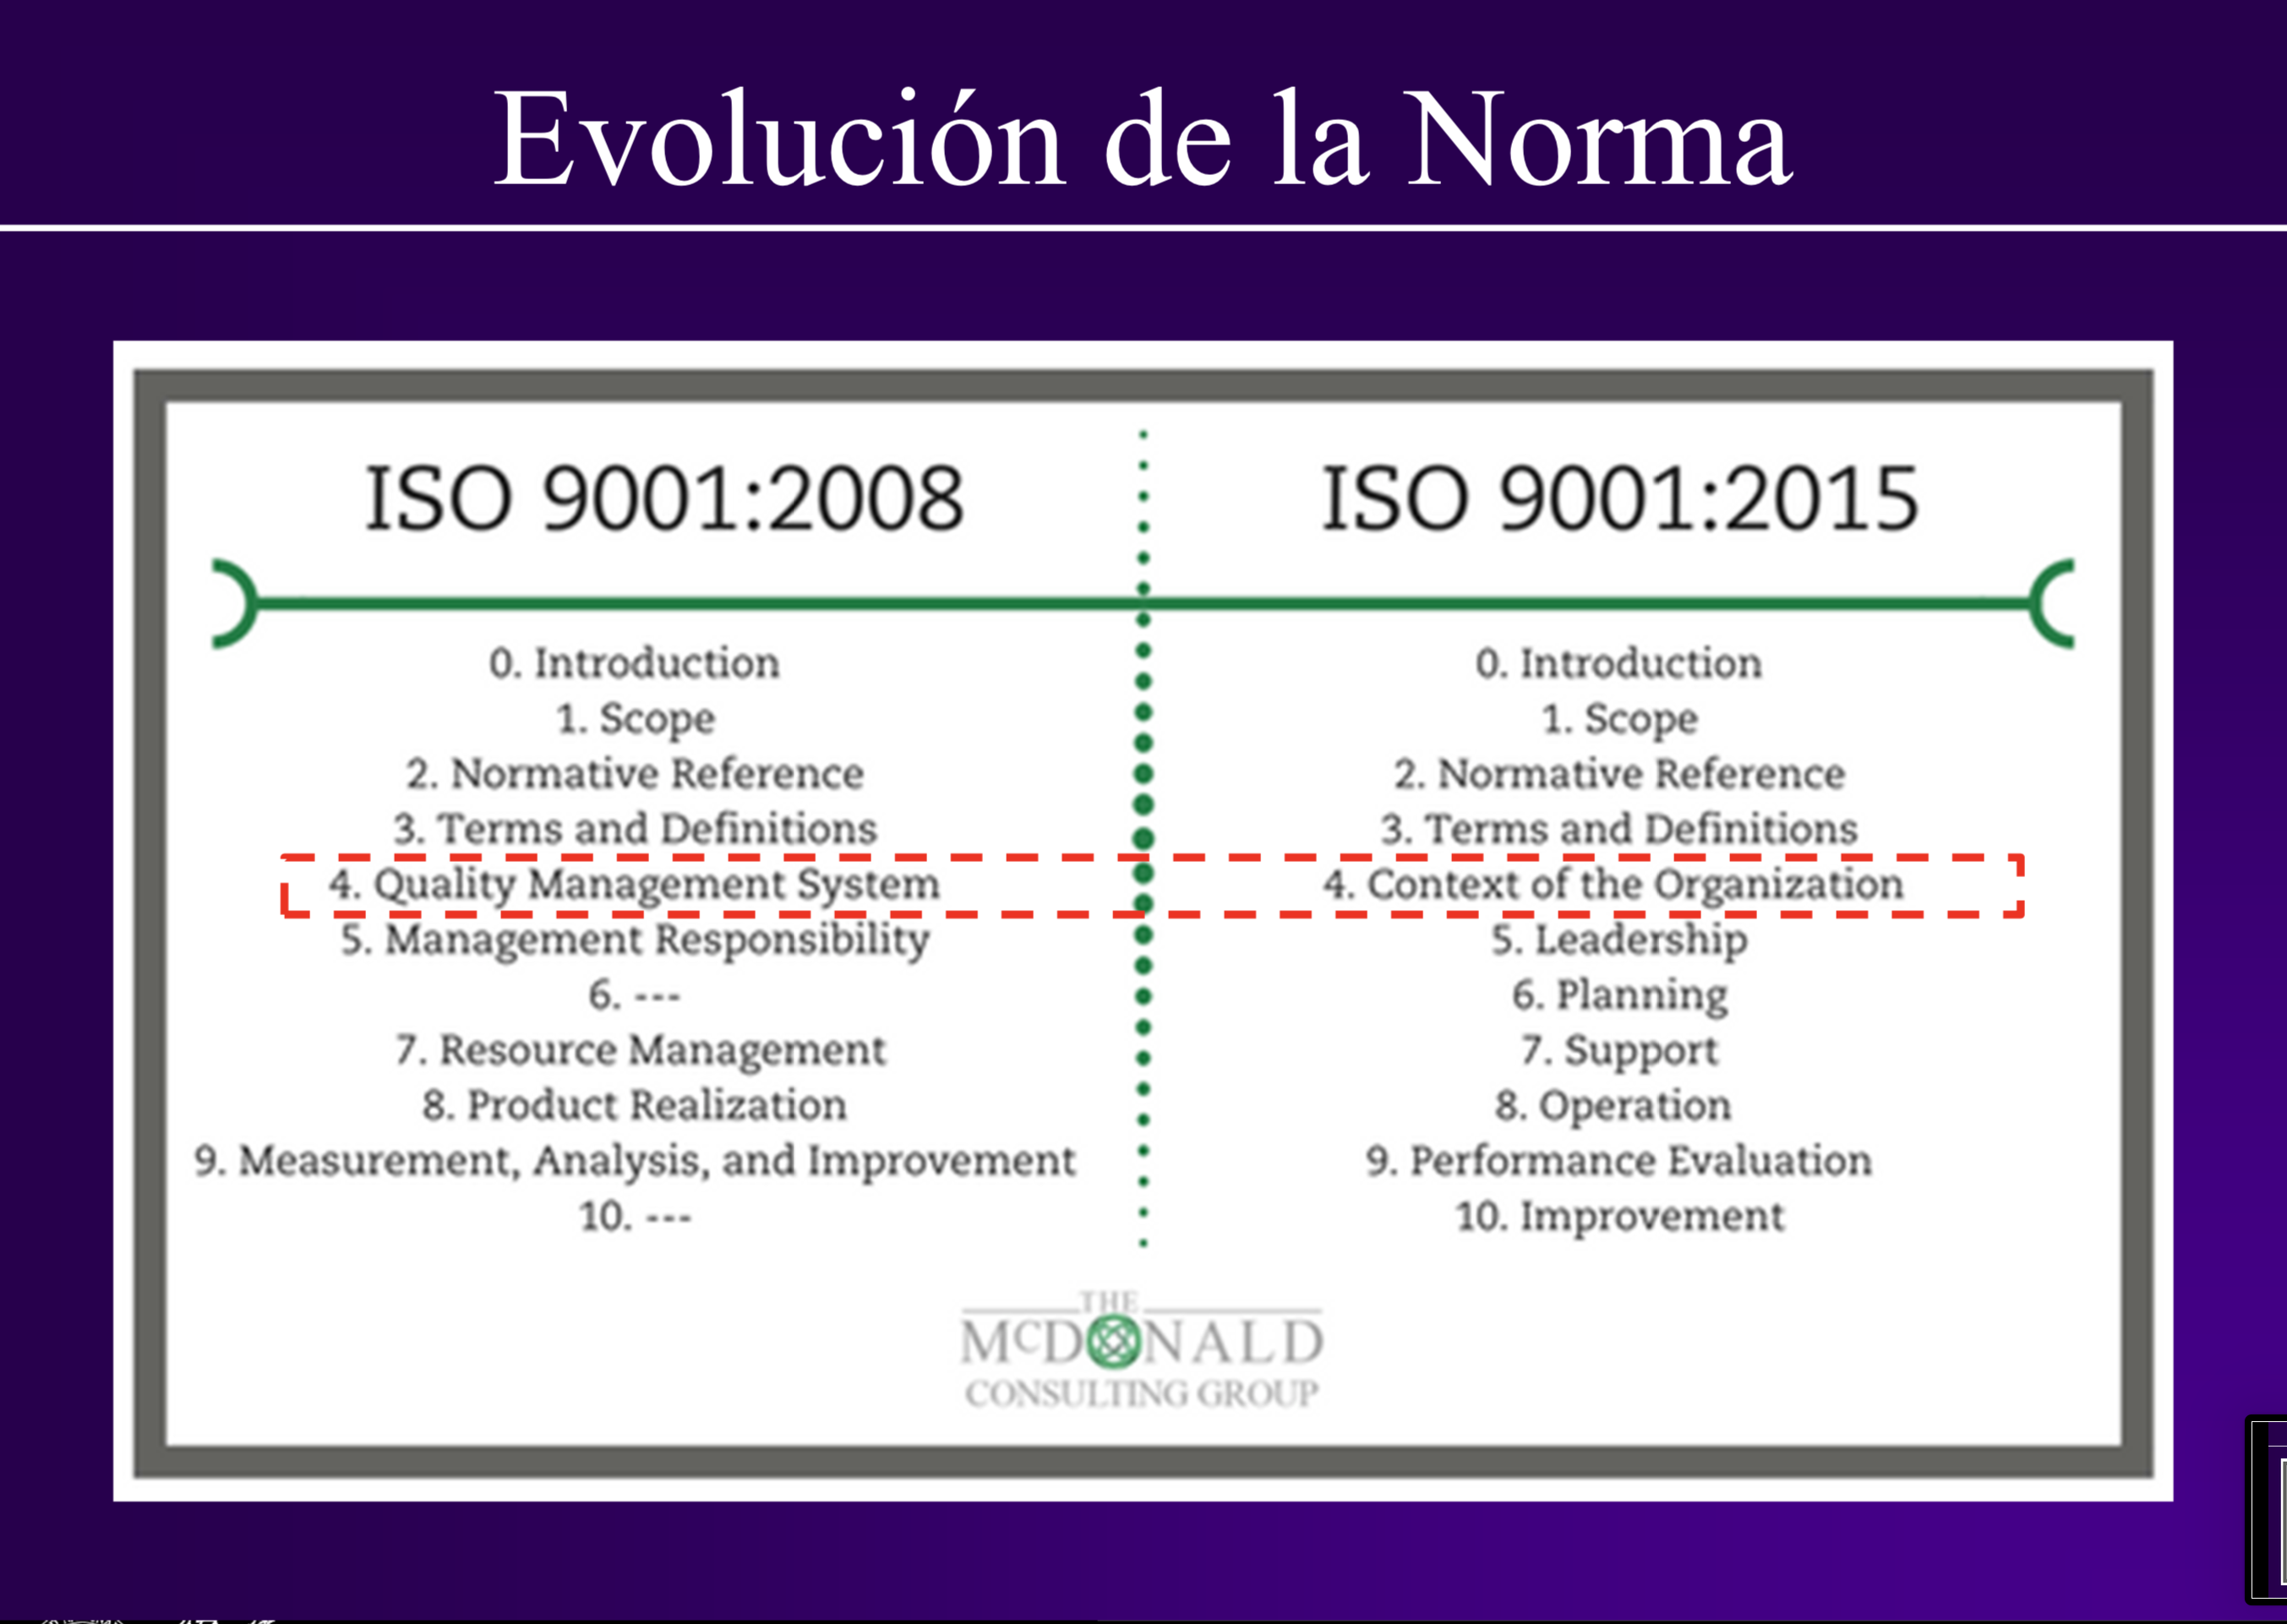 Evolución de la Norma
ISO 9001:2008
0. Introduction
1. Scope
2. Normative Reference
3. Terms and Definitions
4. Quality Management System
5. Management Responsibility
6. ---
7. Resource Management
8. Product Realization
9. Measurement, Analysis, and Improvement
10. ---
ISO 9001:2015
0. Introduction
1. Scope
2. Normative Reference
3. Terms and Definitions
4. Context of the Organization
5. Leadership
6. Planning
7. Support
8. Operation
9. Performance Evaluation
10. Improvement
THE
MCDONALD
CONSULTING GROUP